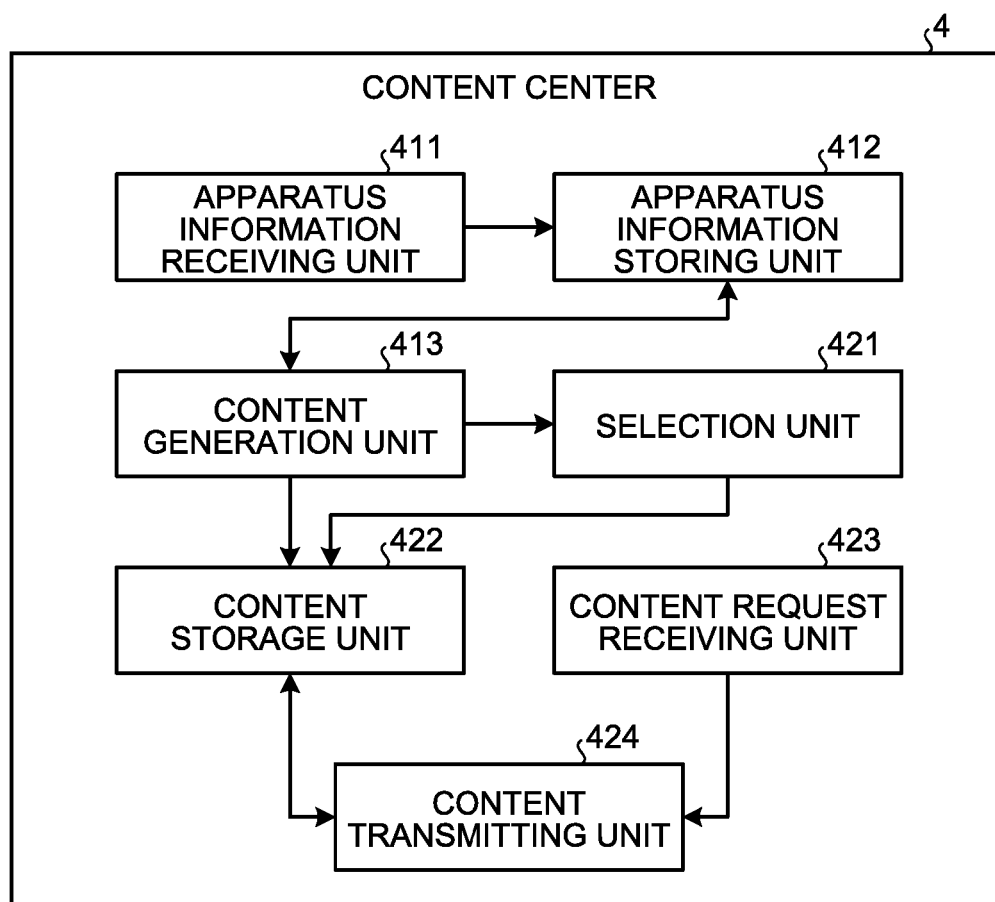 4
CONTENT CENTER
411
APPARATUS
INFORMATION
RECEIVING UNIT
412
APPARATUS
INFORMATION
STORING UNIT
413
CONTENT
GENERATION UNIT
421
SELECTION UNIT
422
CONTENT
STORAGE UNIT
423
CONTENT REQUEST
RECEIVING UNIT
424
CONTENT
TRANSMITTING UNIT